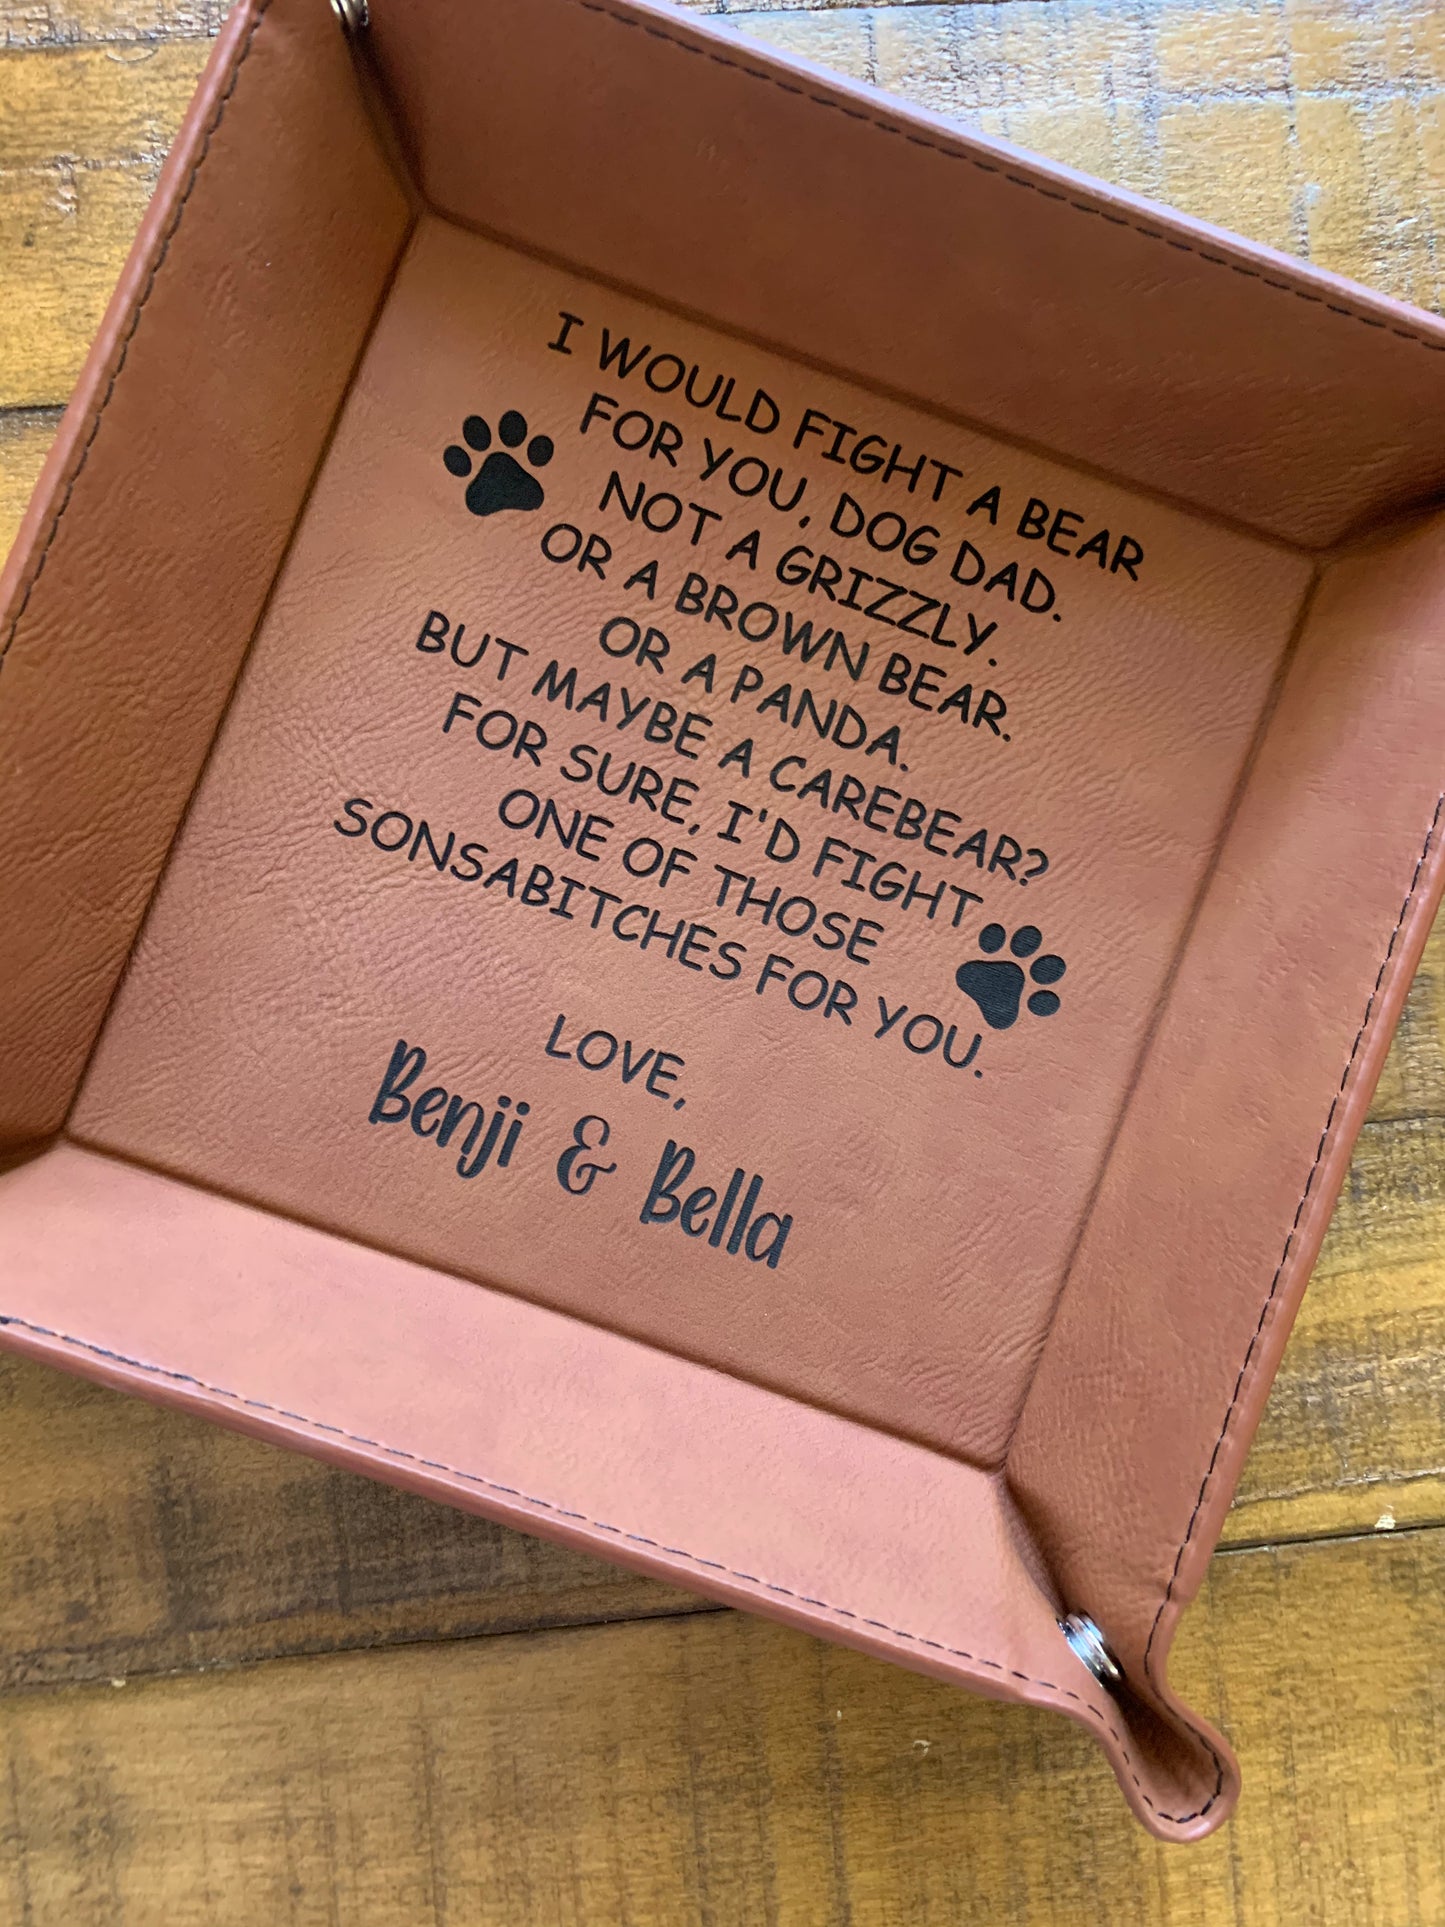 I WOULD FIGHT A BEAR
FOR YOU, DOG DAD.
NOT A GRIZZLY.
OR A BROWN BEAR.
OR A PANDA.
BUT MAYBE A CAREBEAR?
FOR SURE, I'D FIGHT
ONE OF THOSE
SONSABITCHES FOR YOU.
LOVE,
Benji & Bella